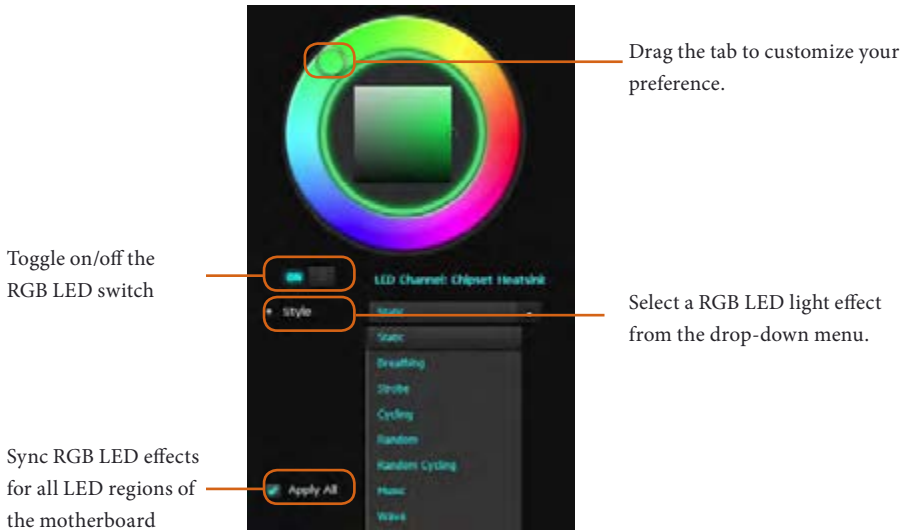 Drag the tab to customize your
preference.
Toggle on/off the
RGB LED switch
ON
LED Channel: Chipset Heatsink
Style
Static
Select a RGB LED light effect
from the drop-down menu.
Static
Breathing
Strobe
Cycling
Random
Random Cycling
Music
Wave
Sync RGB LED effects
for all LED regions of
the motherboard
Apply All